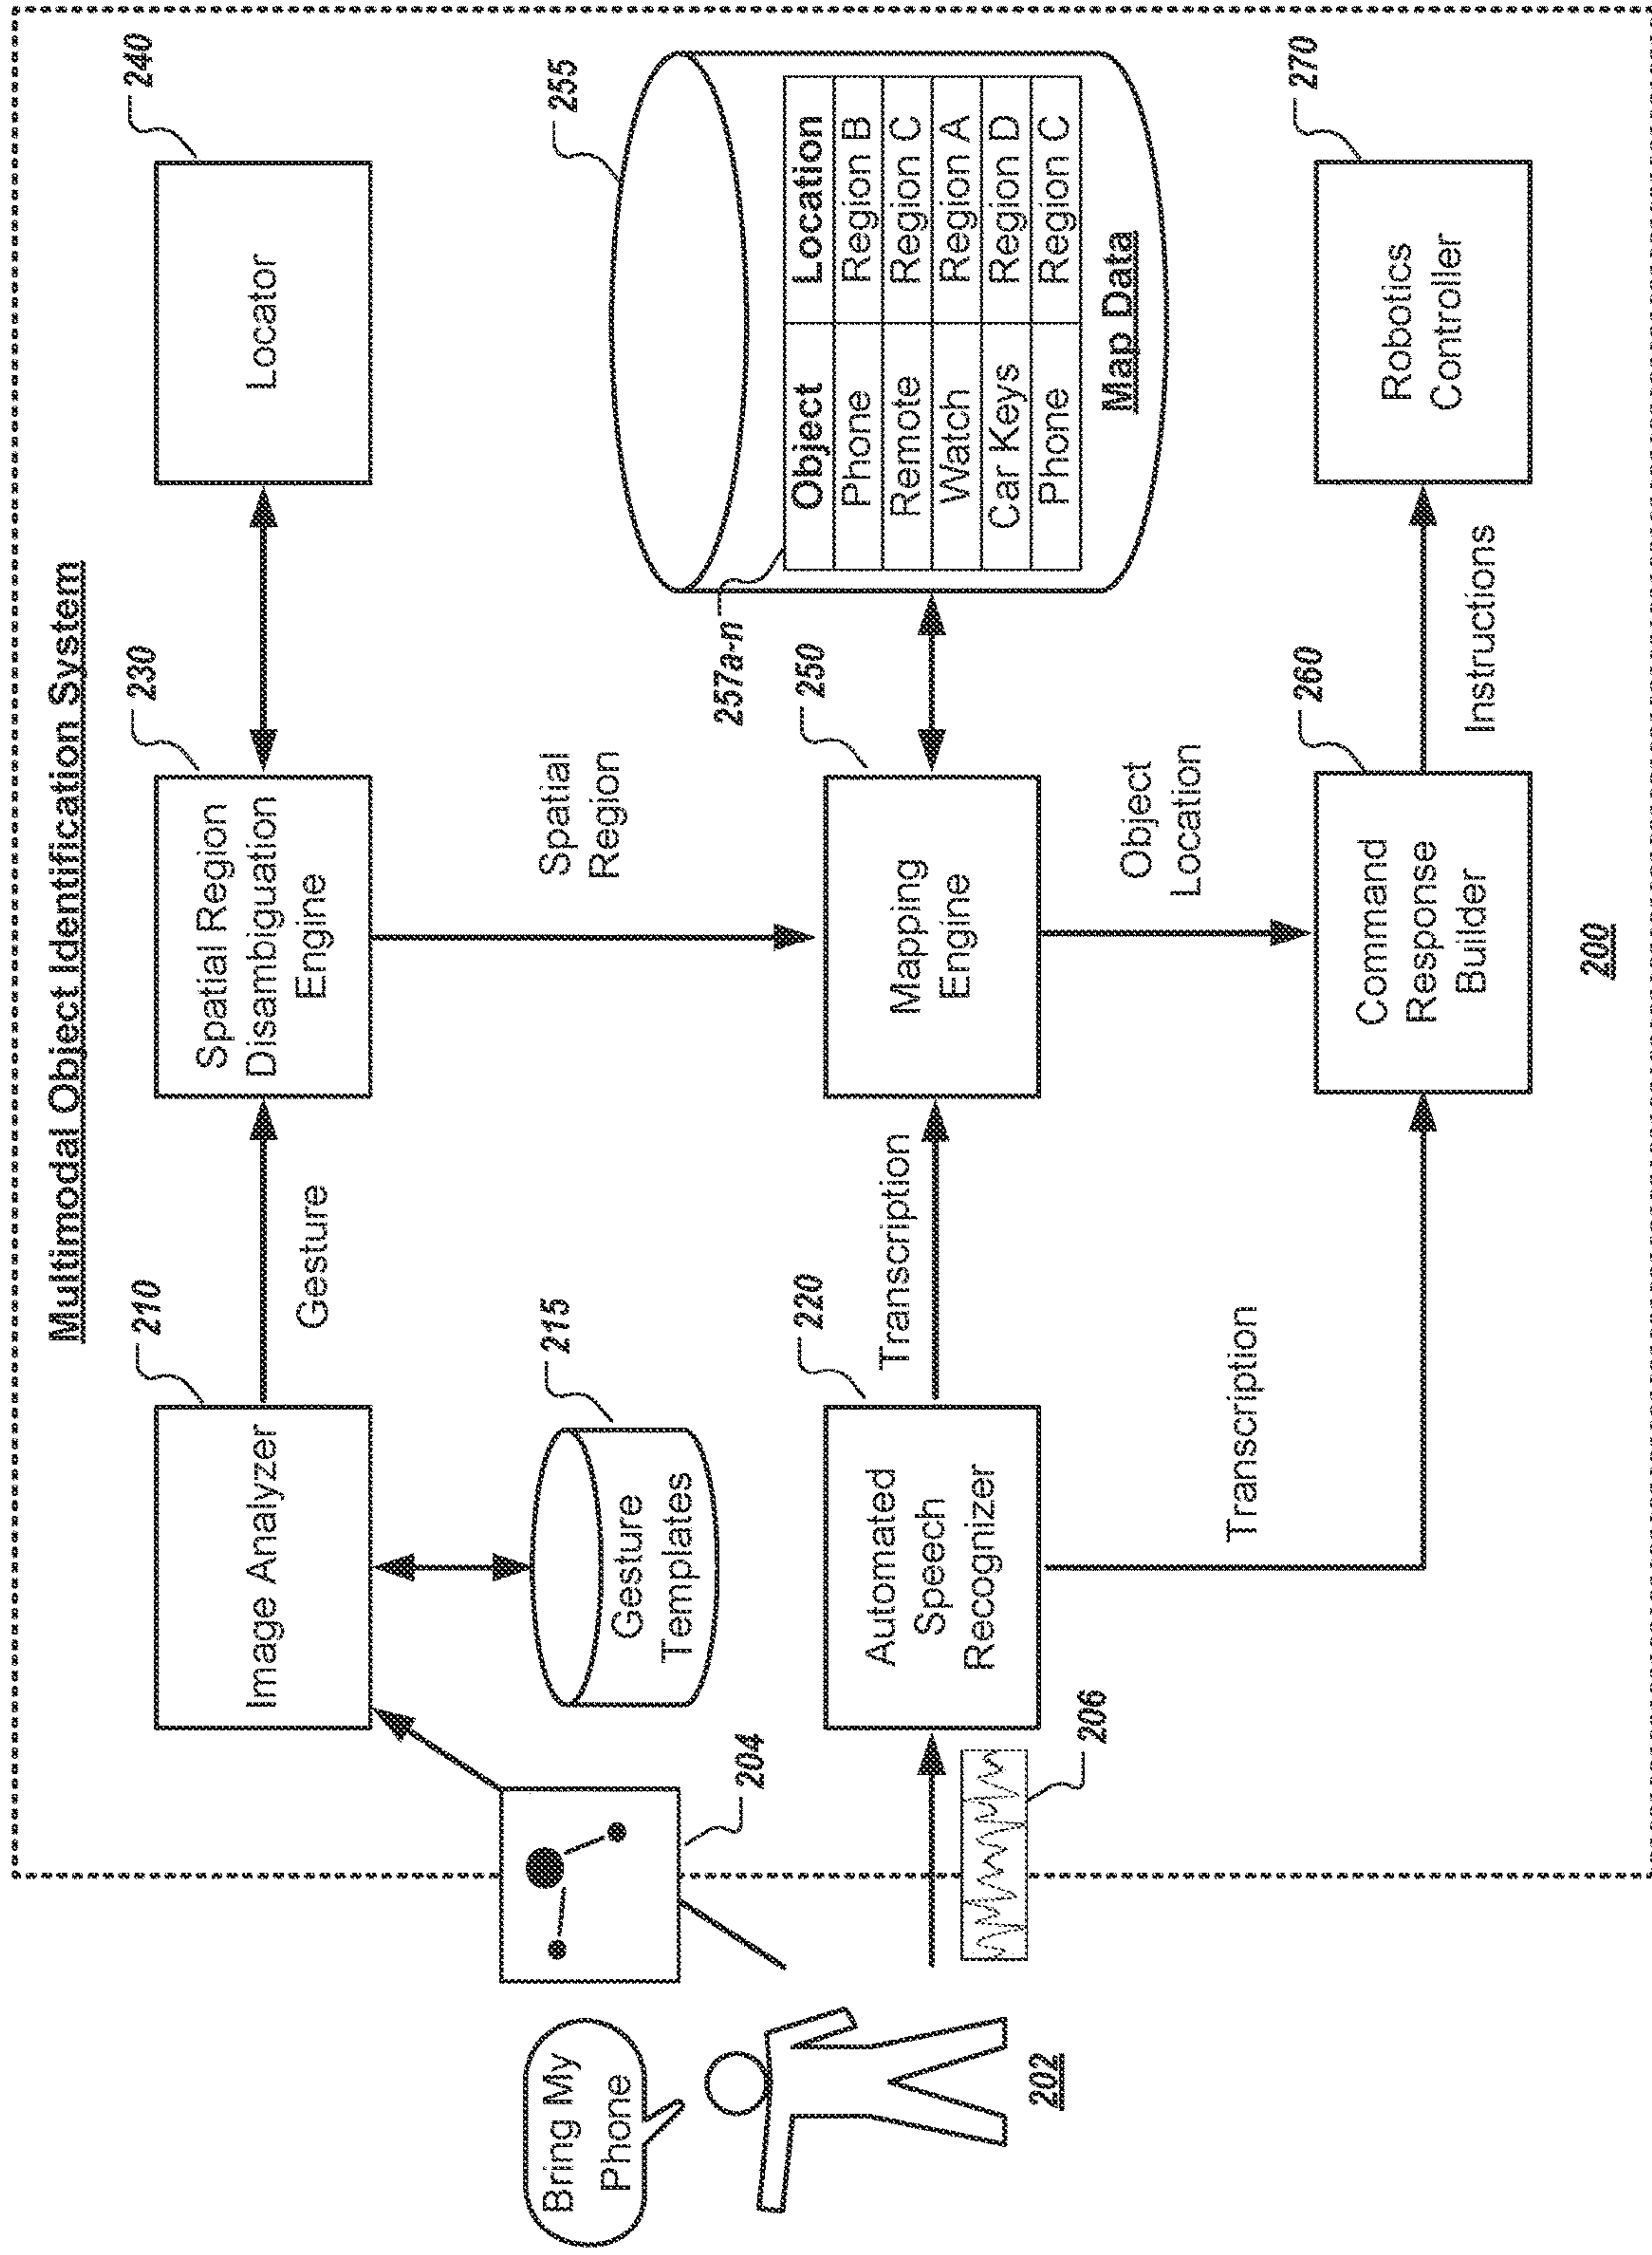 Multimodal Object Identification System
210
Image Analyzer
Gesture
230
Spatial Region
Disambiguation
Engine
240
Locator
Bring My
Phone
202
204
215
Gesture
Templates
Spatial
Region
255
257a-n
Object Location
Phone Region B
Remote Region C
Watch Region A
Car Keys Region D
Phone Region C
Map Data
206
220
Automated
Speech
Recognizer
Transcription
250
Mapping
Engine
Object
Location
Transcription
260
Command
Response
Builder
Instructions
270
Robotics
Controller
200